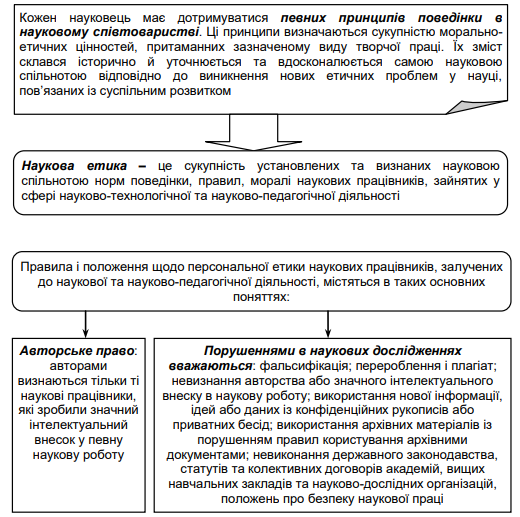 Кожен науковець має дотримуватися певних принципів поведінки в
науковому співтоваристві. Ці принципи визначаються сукупністю морально-
етичних цінностей, притаманних зазначеному виду творчої праці. Їх зміст
склався історично й уточнюється та вдосконалюється самою науковою
спільнотою відповідно до виникнення нових етичних проблем у науці,
пов’язаних із суспільним розвитком
Наукова етика – це сукупність установлених та визнаних науковою
спільнотою норм поведінки, правил, моралі наукових працівників, зайнятих у
сфері науково-технологічної та науково-педагогічної діяльності
Правила і положення щодо персональної етики наукових працівників, залучених
до наукової та науково-педагогічної діяльності, містяться в таких основних
поняттях:
Авторське право:
авторами
визнаються тільки ті
наукові працівники,
які зробили значний
інтелектуальний
внесок у певну
наукову роботу
Порушеннями в наукових дослідженнях
вважаються: фальсифікація; перероблення і плагіат;
невизнання авторства або значного інтелектуального
внеску в наукову роботу; використання нової інформації,
ідей або даних із конфіденційних рукописів або
приватних бесід; використання архівних матеріалів із
порушенням правил користування архівними
документами; невиконання державного законодавства,
статутів та колективних договорів академій, вищих
навчальних закладів та науково-дослідних організацій,
положень про безпеку наукової праці